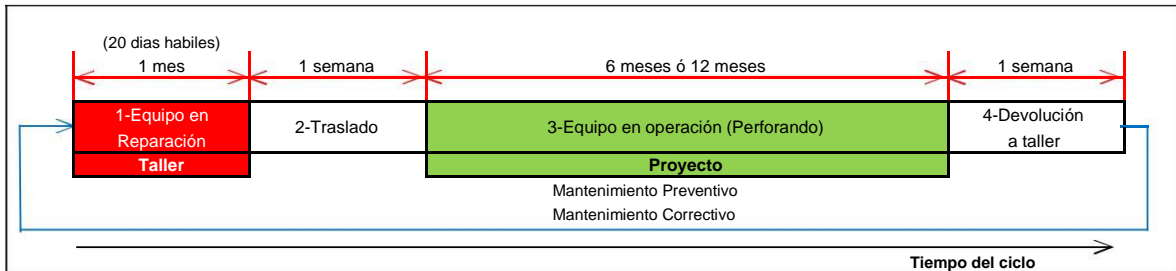 (20 dias habiles)
1 mes
1 semana
6 meses ó 12 meses
1 semana
1-Equipo en
Reparación
2-Traslado
3-Equipo en operación (Perforando)
4-Devolución
a taller
Taller
Proyecto
Mantenimiento Preventivo
Mantenimiento Correctivo
Tiempo del ciclo